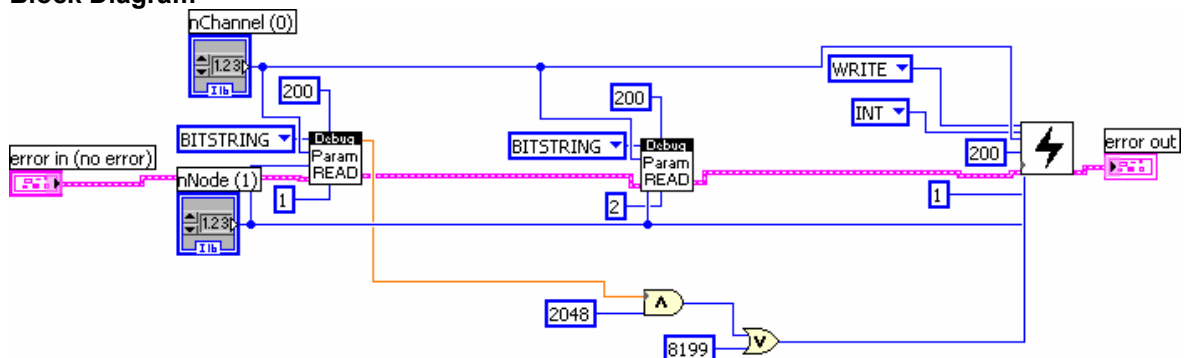 Block Diagram
nChannel (0)
1.23
I16
200
BITSTRING
Debug
Param
READ
error in (no error)
nNode (1)
1.23
I16
1
200
BITSTRING
Debug
Param
READ
2
WRITE
INT
200
1
error out
2048
8199